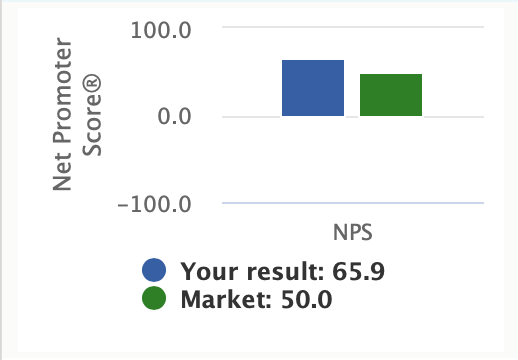 Net Promoter
Score®
100.0
0.0
−100.0
NPS
Your result: 65.9
Market: 50.0